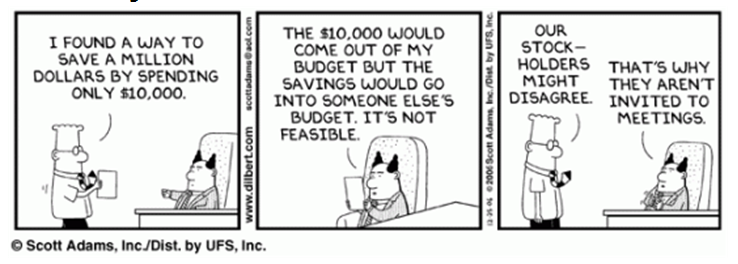 I FOUND A WAY TO
SAVE A MILLION
DOLLARS BY SPENDING
ONLY $10,000.
www.dilbert.com scottadams@aol.com
THE $10,000 WOULD
COME OUT OF MY
BUDGET BUT THE
SAVINGS WOULD GO
INTO SOMEONE ELSE'S
BUDGET. IT'S NOT
FEASIBLE.
© 2006 Scott Adams, Inc./Dist. by UFS, Inc.
OUR
STOCK-
HOLDERS
MIGHT
DISAGREE.
THAT'S WHY
THEY AREN'T
INVITED TO
MEETINGS.
© Scott Adams, Inc./Dist. by UFS, Inc.